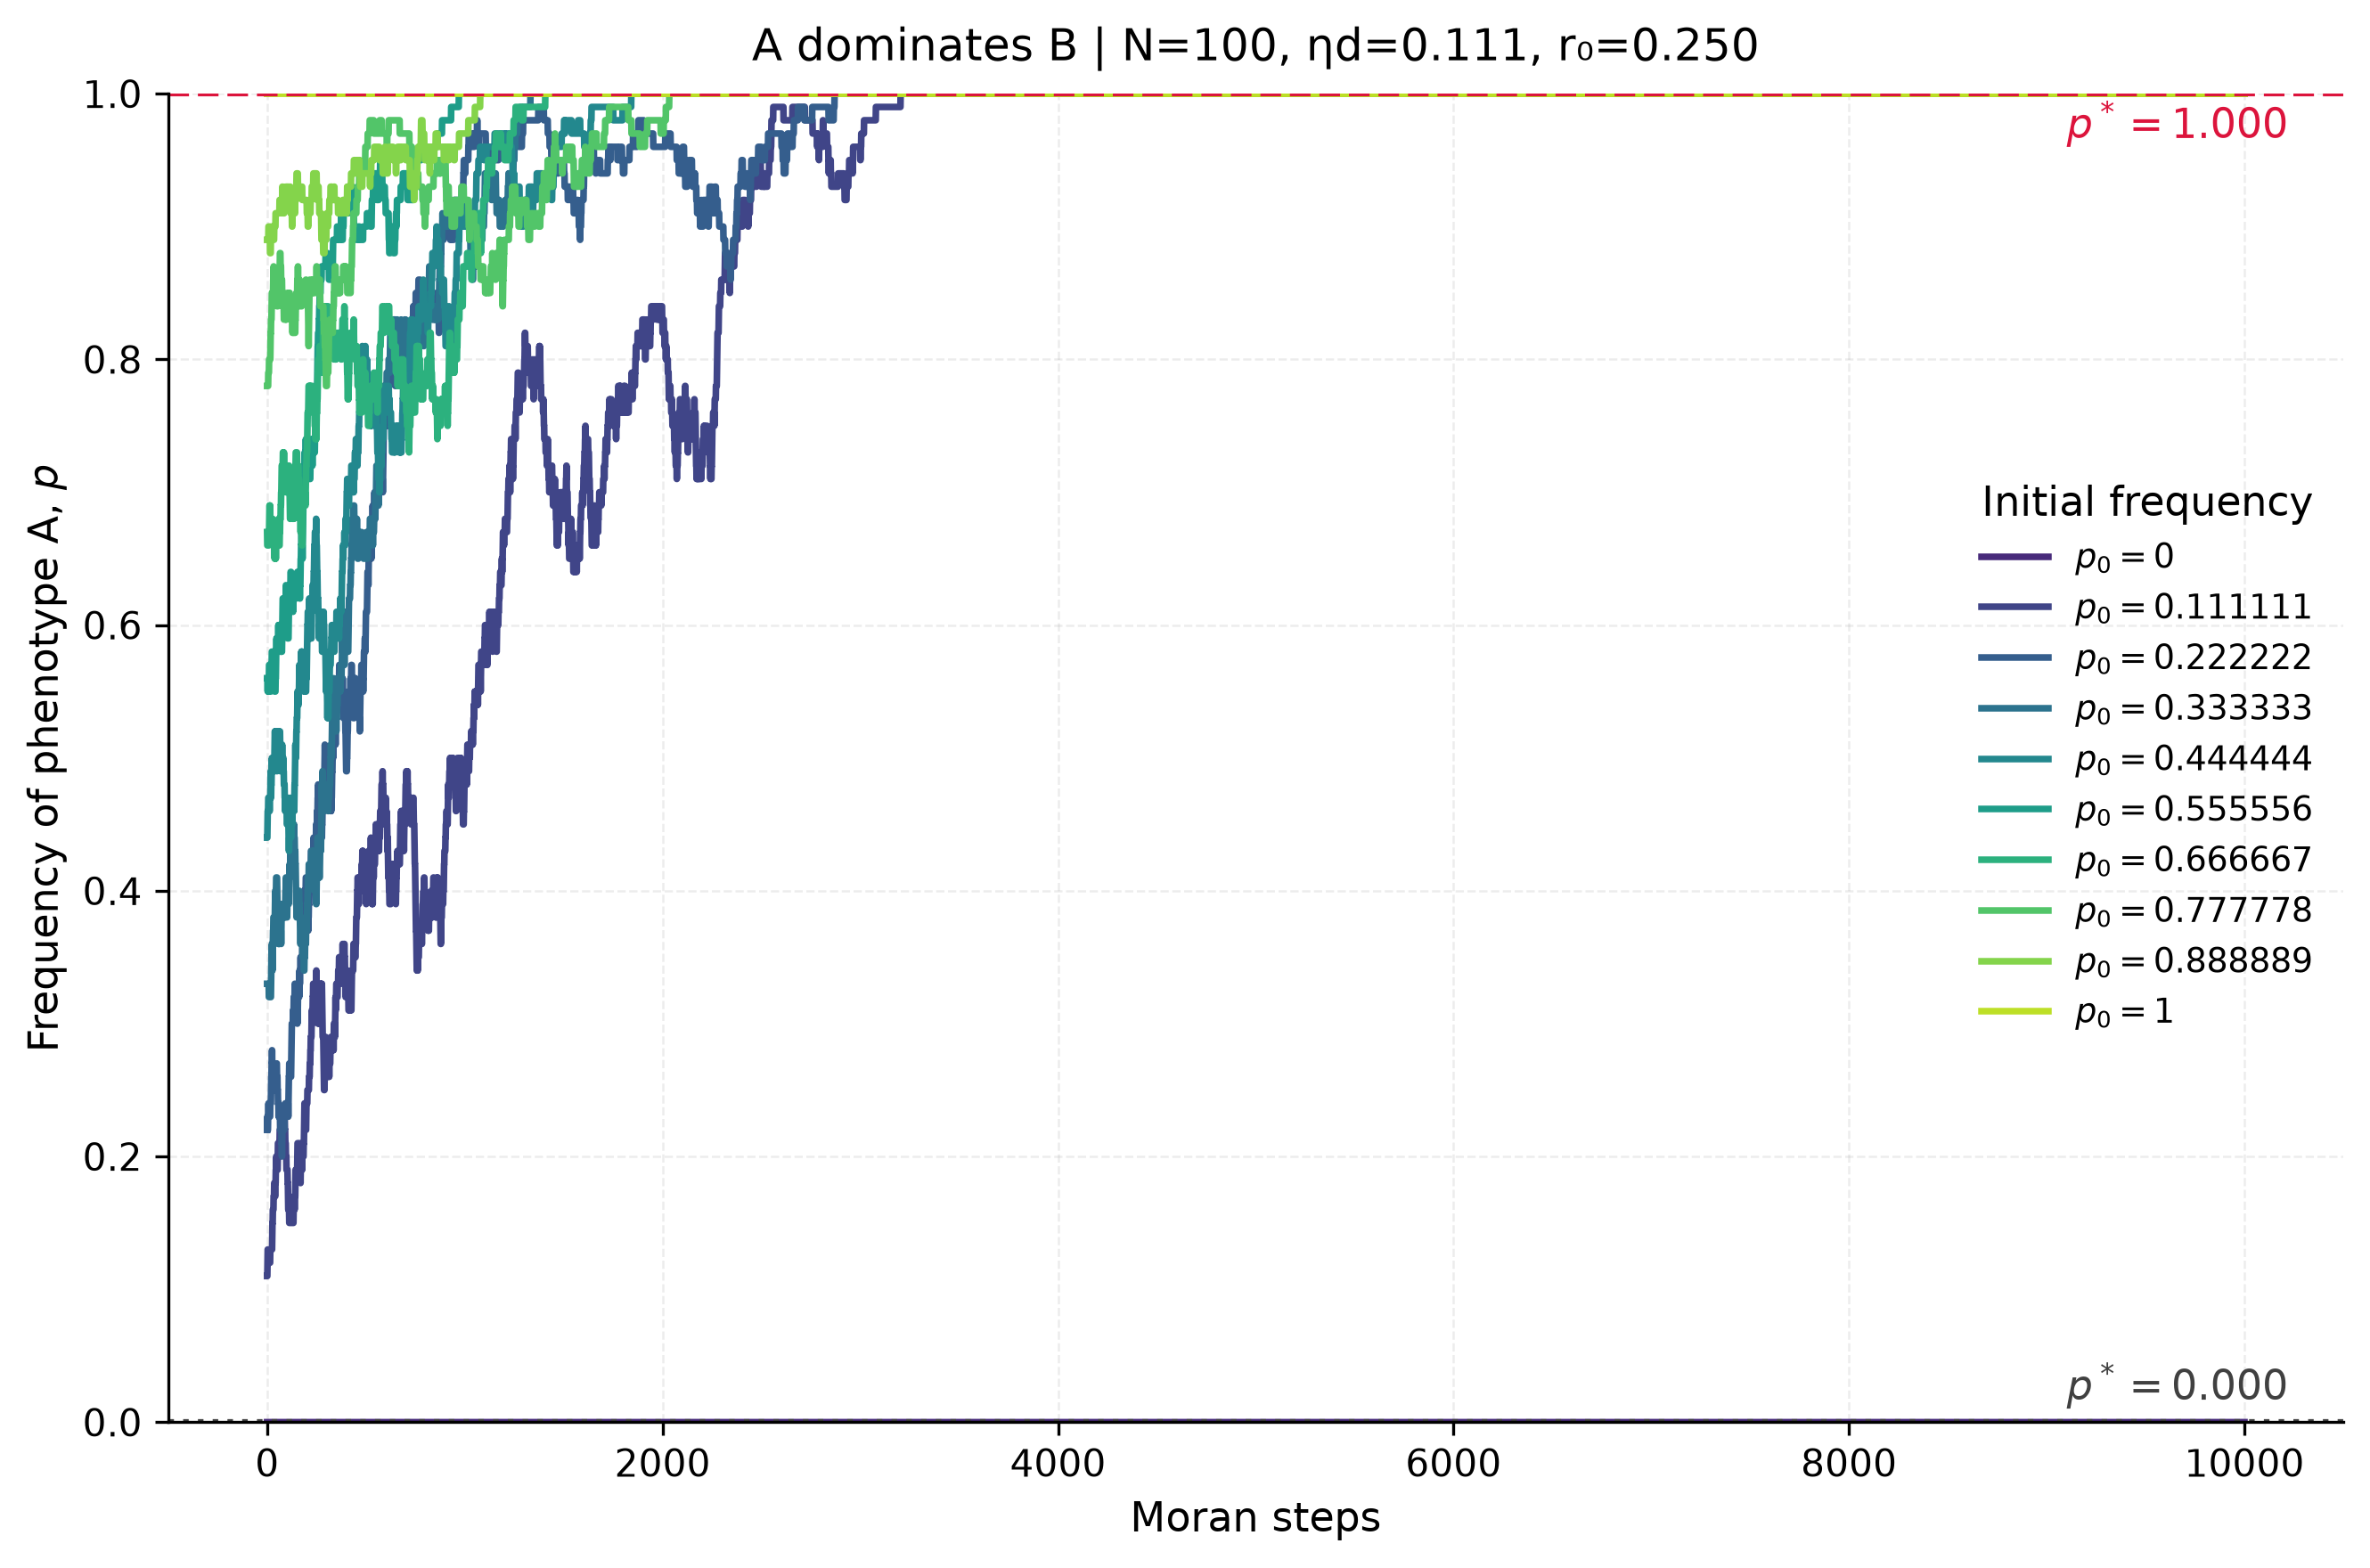 A dominates B | N=100, ηd=0.111, r₀=0.250
Frequency of phenotype A, p
1.0
0.8
0.6
0.4
0.2
0.0
p* = 1.000
Initial frequency
p₀ = 0
p₀ = 0.111111
p₀ = 0.222222
p₀ = 0.333333
p₀ = 0.444444
p₀ = 0.555556
p₀ = 0.666667
p₀ = 0.777778
p₀ = 0.888889
p₀ = 1
p* = 0.000
0 2000 4000 6000 8000 10000
Moran steps